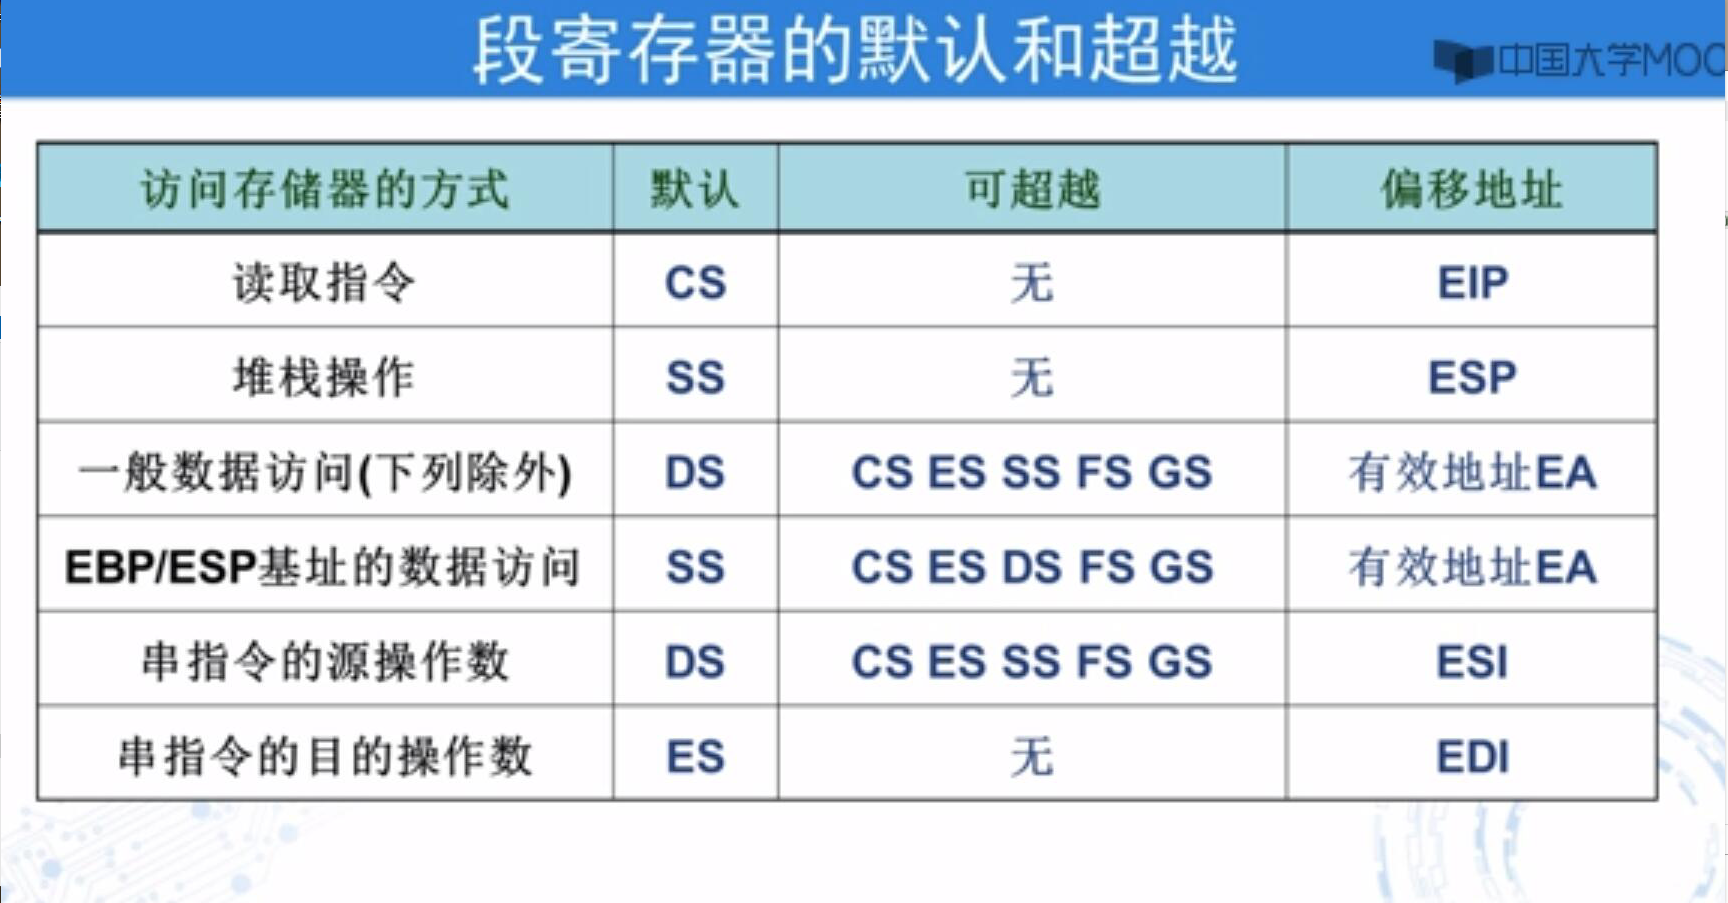 段寄存器的默认和超越
中国大学MOO
访问存储器的方式 默认 可超越 偏移地址
读取指令 CS 无 EIP
堆栈操作 SS 无 ESP
一般数据访问(下列除外) DS CS ES SS FS GS 有效地址EA
EBP/ESP基址的数据访问 SS CS ES DS FS GS 有效地址EA
串指令的源操作数 DS CS ES SS FS GS ESI
串指令的目的操作数 ES 无 EDI